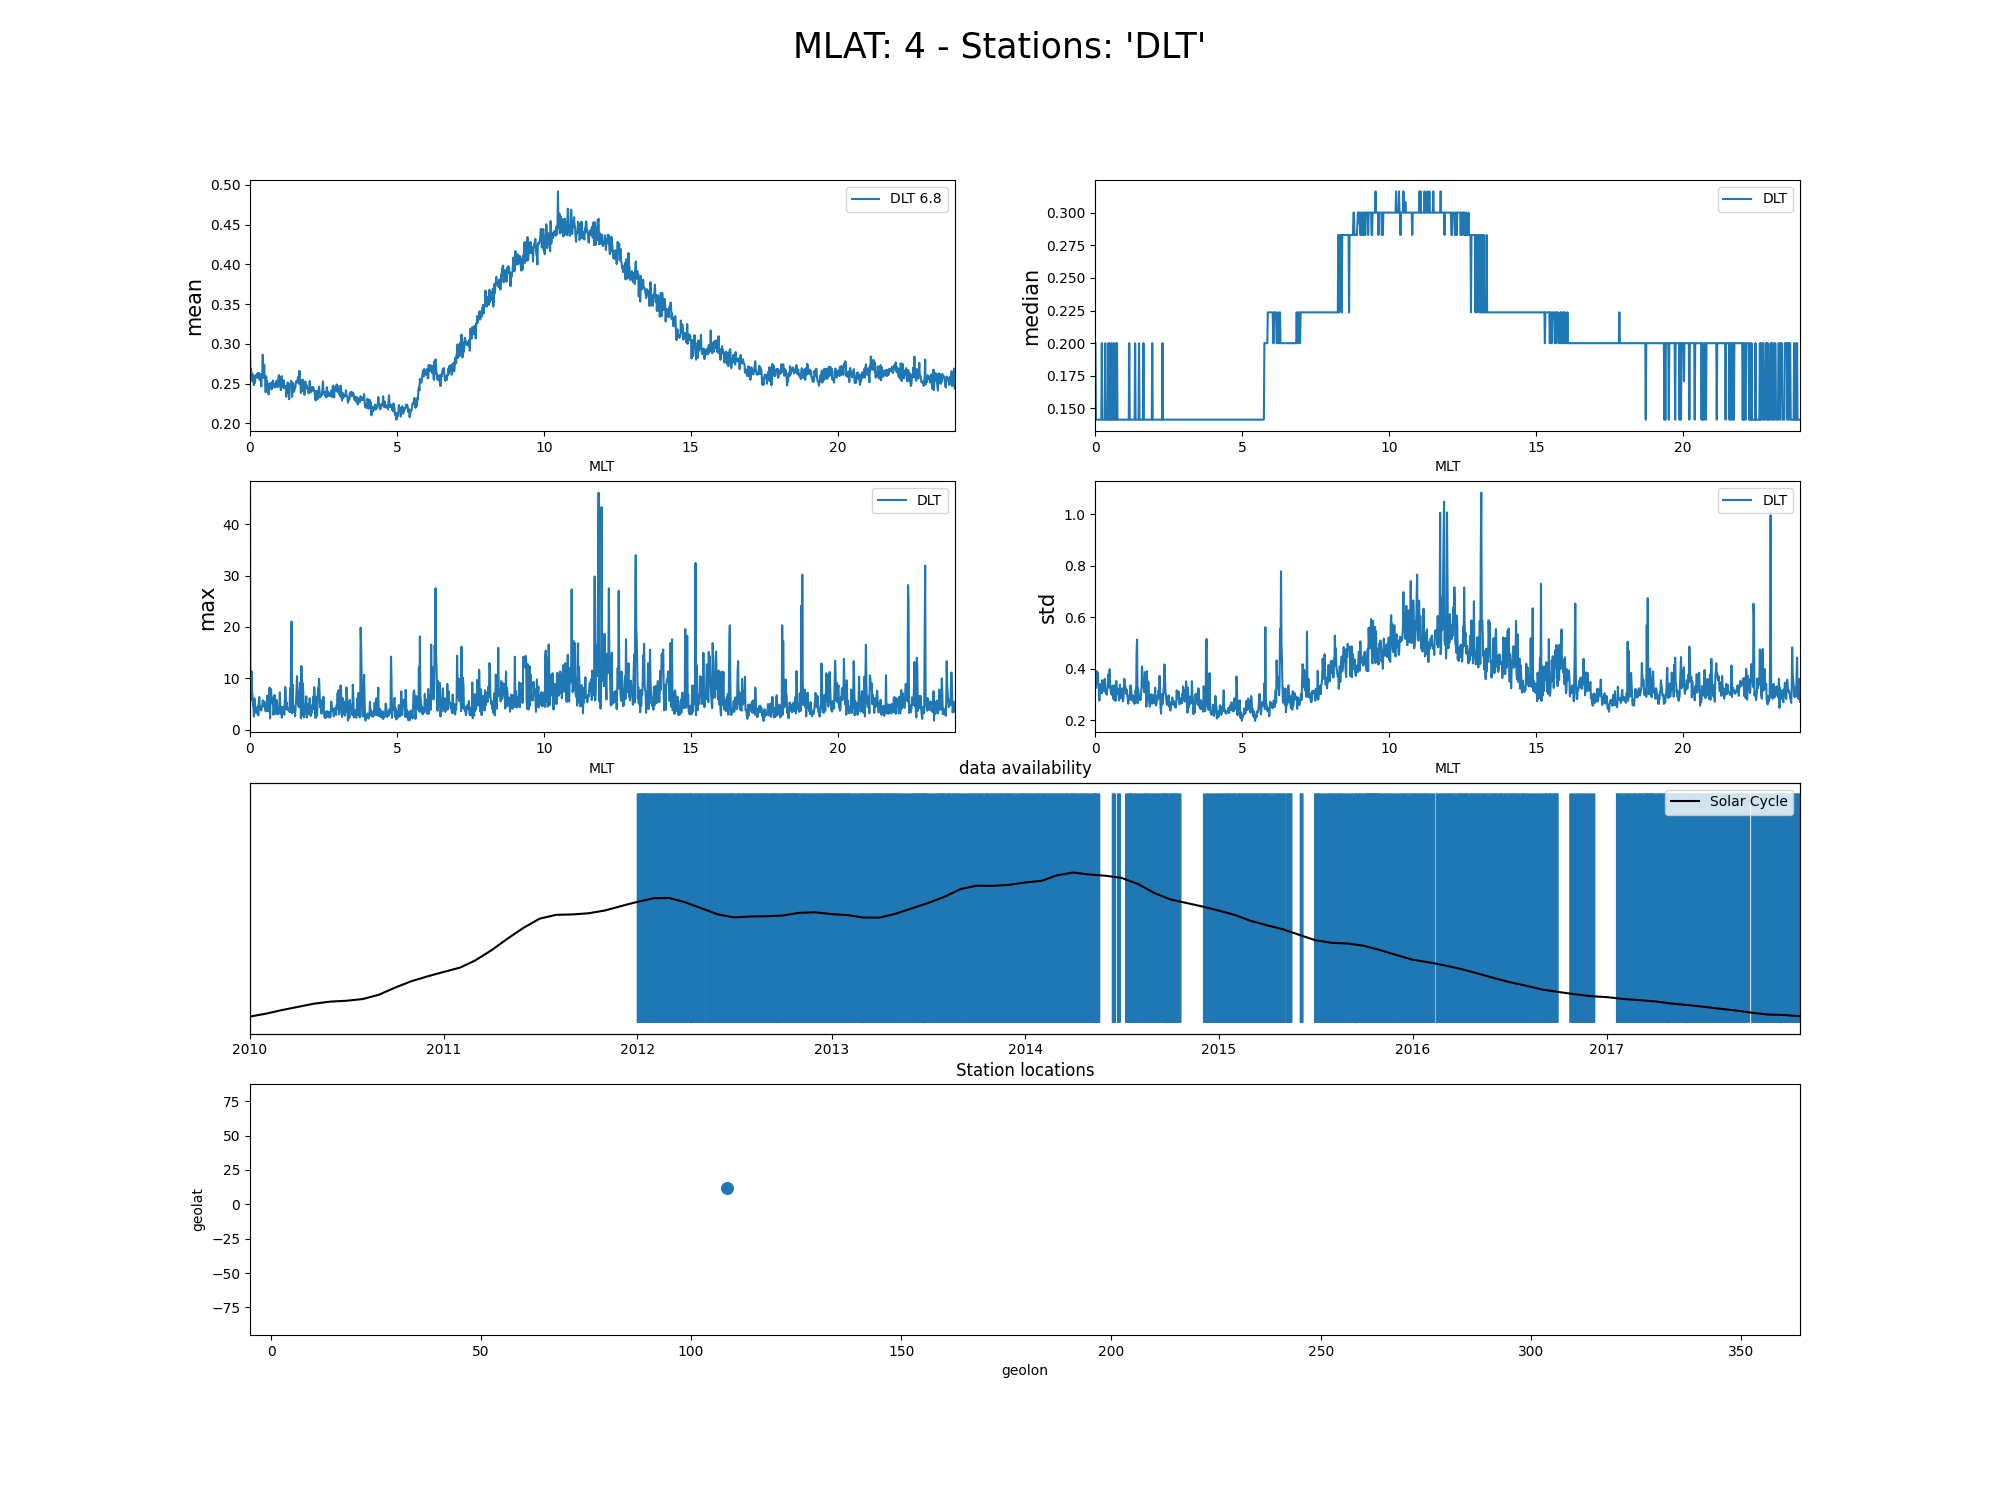 MLAT: 4 - Stations: 'DLT'
mean
0.50
0.45
0.40
0.35
0.30
0.25
0.20
DLT 6.8
0 5 10 15 20
MLT
median
0.300
0.275
0.250
0.225
0.200
0.175
0.150
DLT
0 5 10 15 20
MLT
max
40
30
20
10
0
DLT
0 5 10 15 20
MLT
std
1.0
0.8
0.6
0.4
0.2
DLT
0 5 10 15 20
MLT
data availability
Solar Cycle
2010 2011 2012 2013 2014 2015 2016 2017
Station locations
geolat
75
50
25
0
−25
−50
−75
0 50 100 150 200 250 300 350
geolon